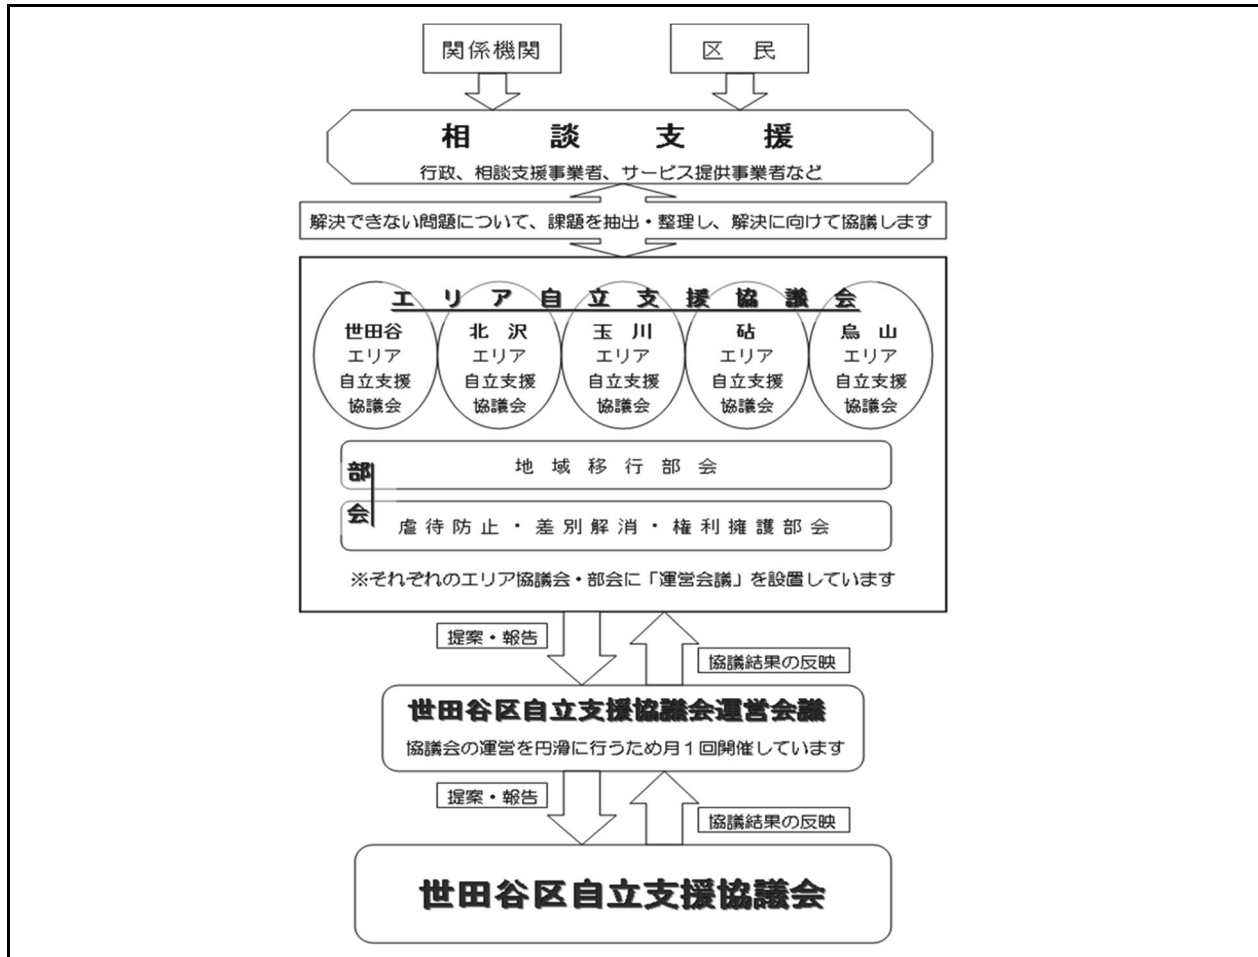 関係機関
区　民
相　談　支　援
行政、相談支援事業者、サービス提供事業者など
解決できない問題について、課題を抽出・整理し、解決に向けて協議します
エリア自立支援協議会
世田谷
エリア
自立支援
協議会
北　沢
エリア
自立支援
協議会
玉　川
エリア
自立支援
協議会
砧
エリア
自立支援
協議会
烏　山
エリア
自立支援
協議会
部会
地域移行部会
虐待防止・差別解消・権利擁護部会
※それぞれのエリア協議会・部会に「運営会議」を設置しています
提案・報告
協議結果の反映
世田谷区自立支援協議会運営会議
協議会の運営を円滑に行うため月１回開催しています
提案・報告
協議結果の反映
世田谷区自立支援協議会